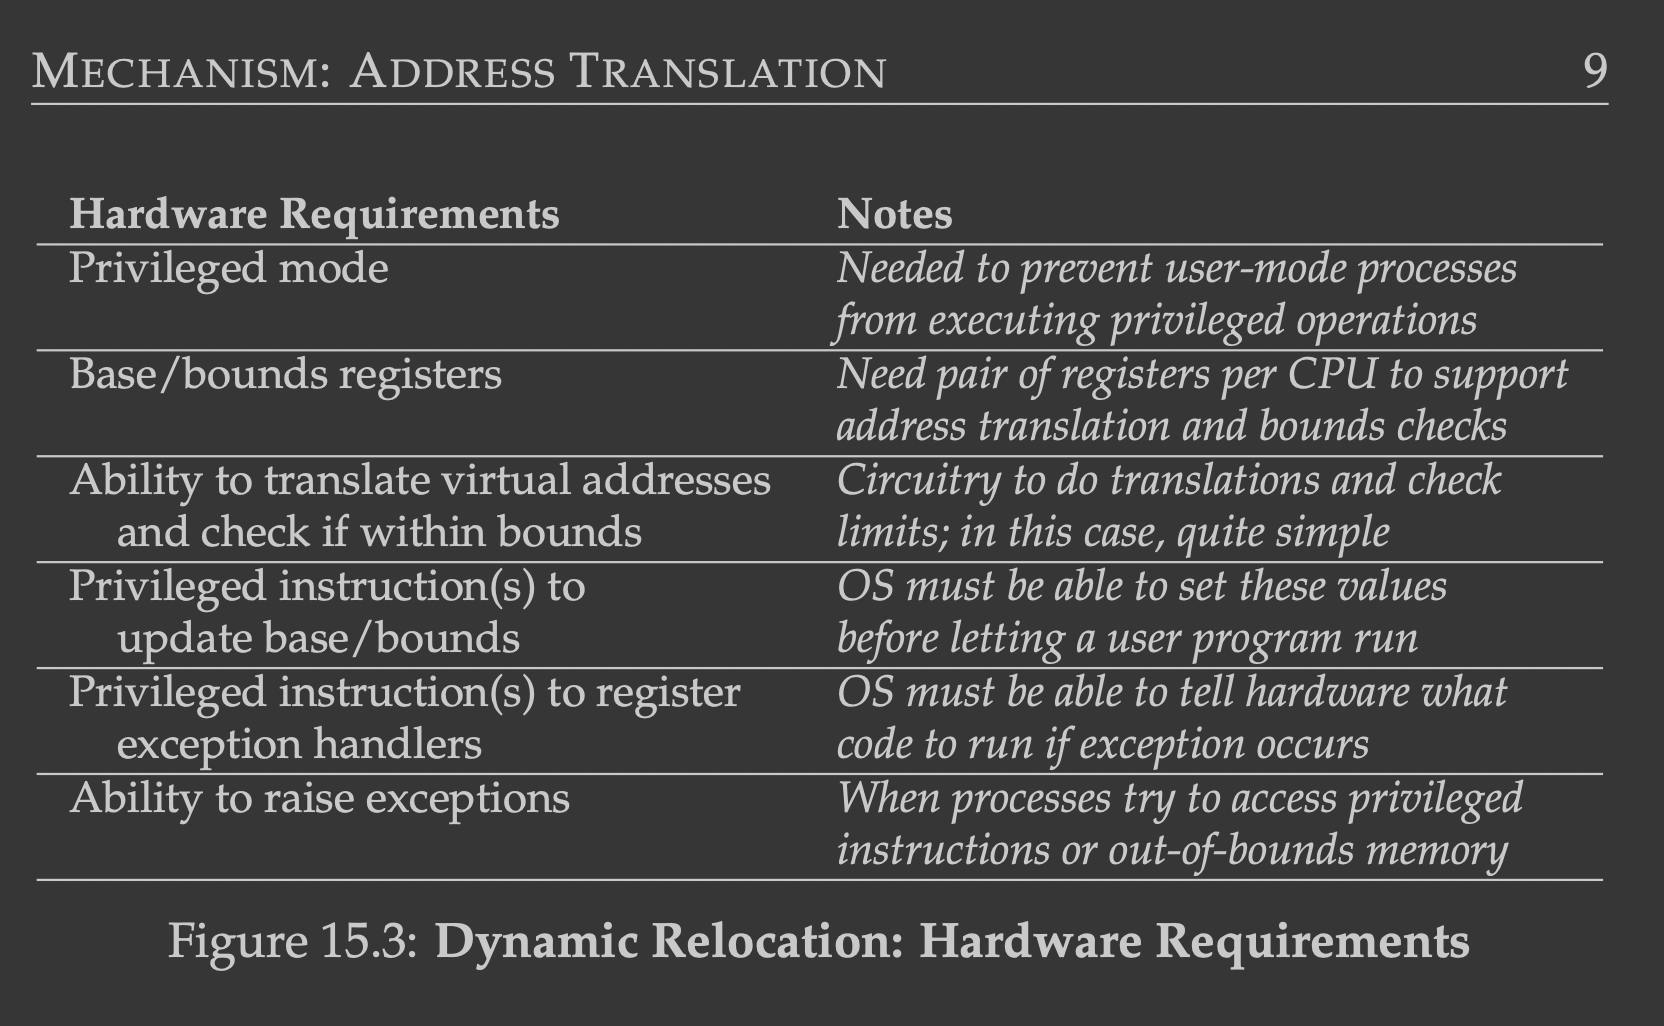 MECHANISM: ADDRESS TRANSLATION 9
Hardware Requirements Notes
Privileged mode Needed to prevent user-mode processes
from executing privileged operations
Base/bounds registers Need pair of registers per CPU to support
address translation and bounds checks
Ability to translate virtual addresses Circuitry to do translations and check
and check if within bounds limits; in this case, quite simple
Privileged instruction(s) to OS must be able to set these values
update base/bounds before letting a user program run
Privileged instruction(s) to register OS must be able to tell hardware what
exception handlers code to run if exception occurs
Ability to raise exceptions When processes try to access privileged
instructions or out-of-bounds memory
Figure 15.3: Dynamic Relocation: Hardware Requirements